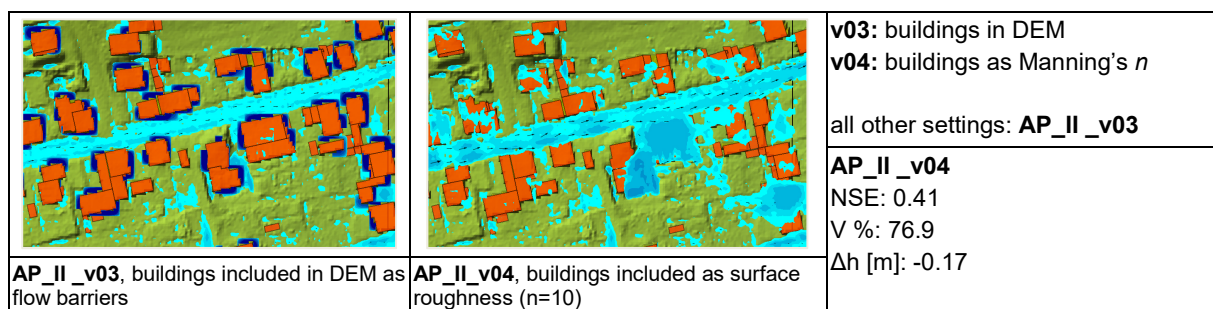 v03: buildings in DEM
v04: buildings as Manning's n
all other settings: AP_II _v03
AP_II _v04
NSE: 0.41
V %: 76.9
Δh [m]: -0.17
AP_II _v03, buildings included in DEM as
flow barriers
AP_II_v04, buildings included as surface
roughness (n=10)